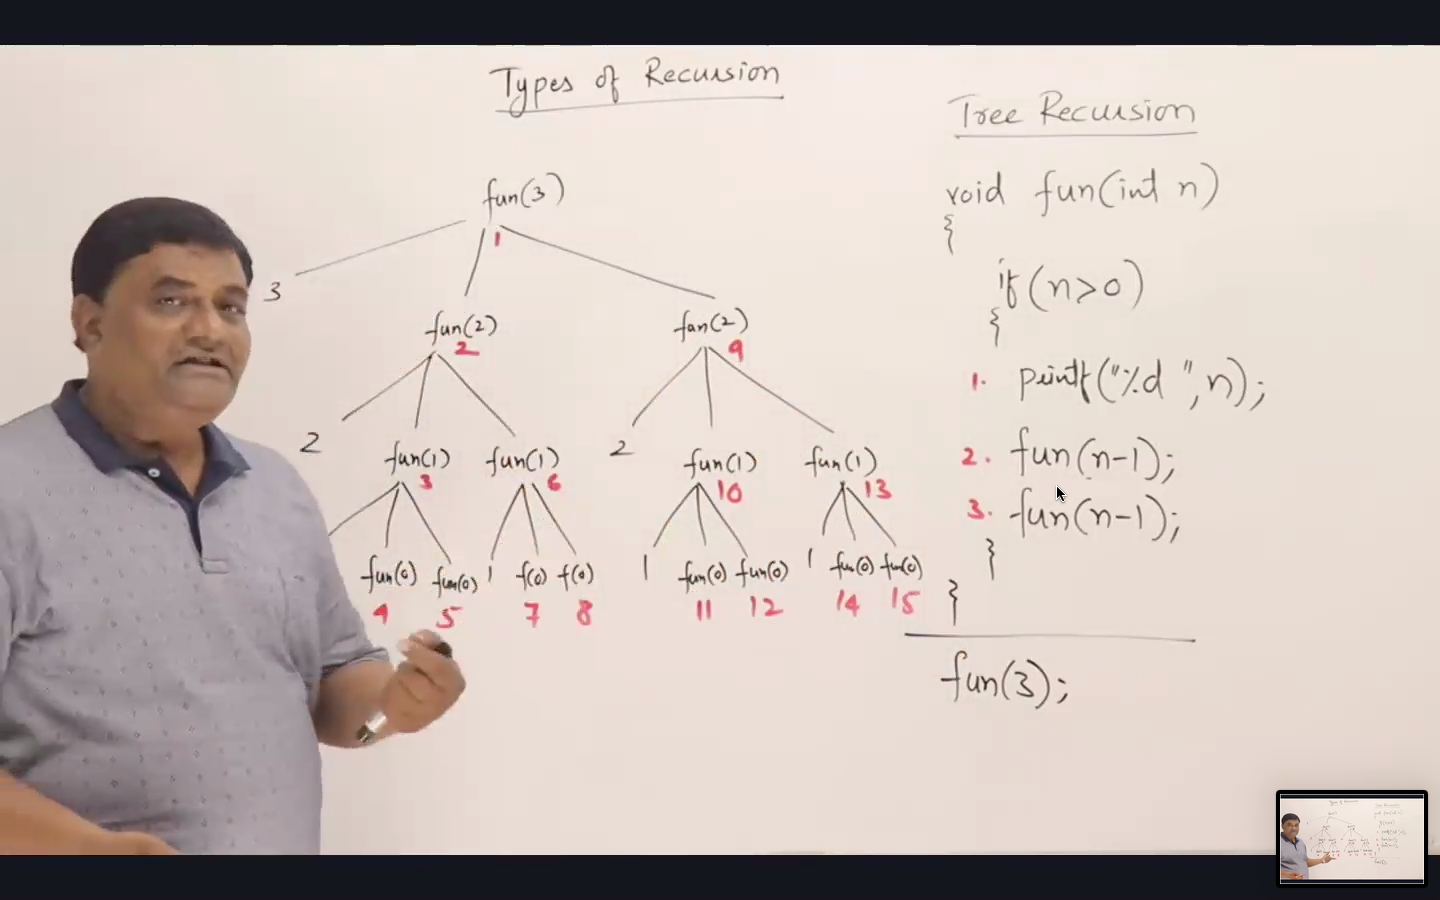 Types of Recursion
fun(3)
1
3
fun(2) fun(2)
2 9
2 fun(1) fun(1) 2 fun(1) fun(1)
3 6 10 13
fun(0) fun(0) 1 f(0) f(0) 1 fun(0) fun(0) 1 fun(0) fun(0)
4 5 7 8 11 12 14 15
Tree Recursion
void fun(int n)
{
if(n>0)
{
1. printf("%d ",n);
2. fun(n-1);
3. fun(n-1);
}
}
fun(3);